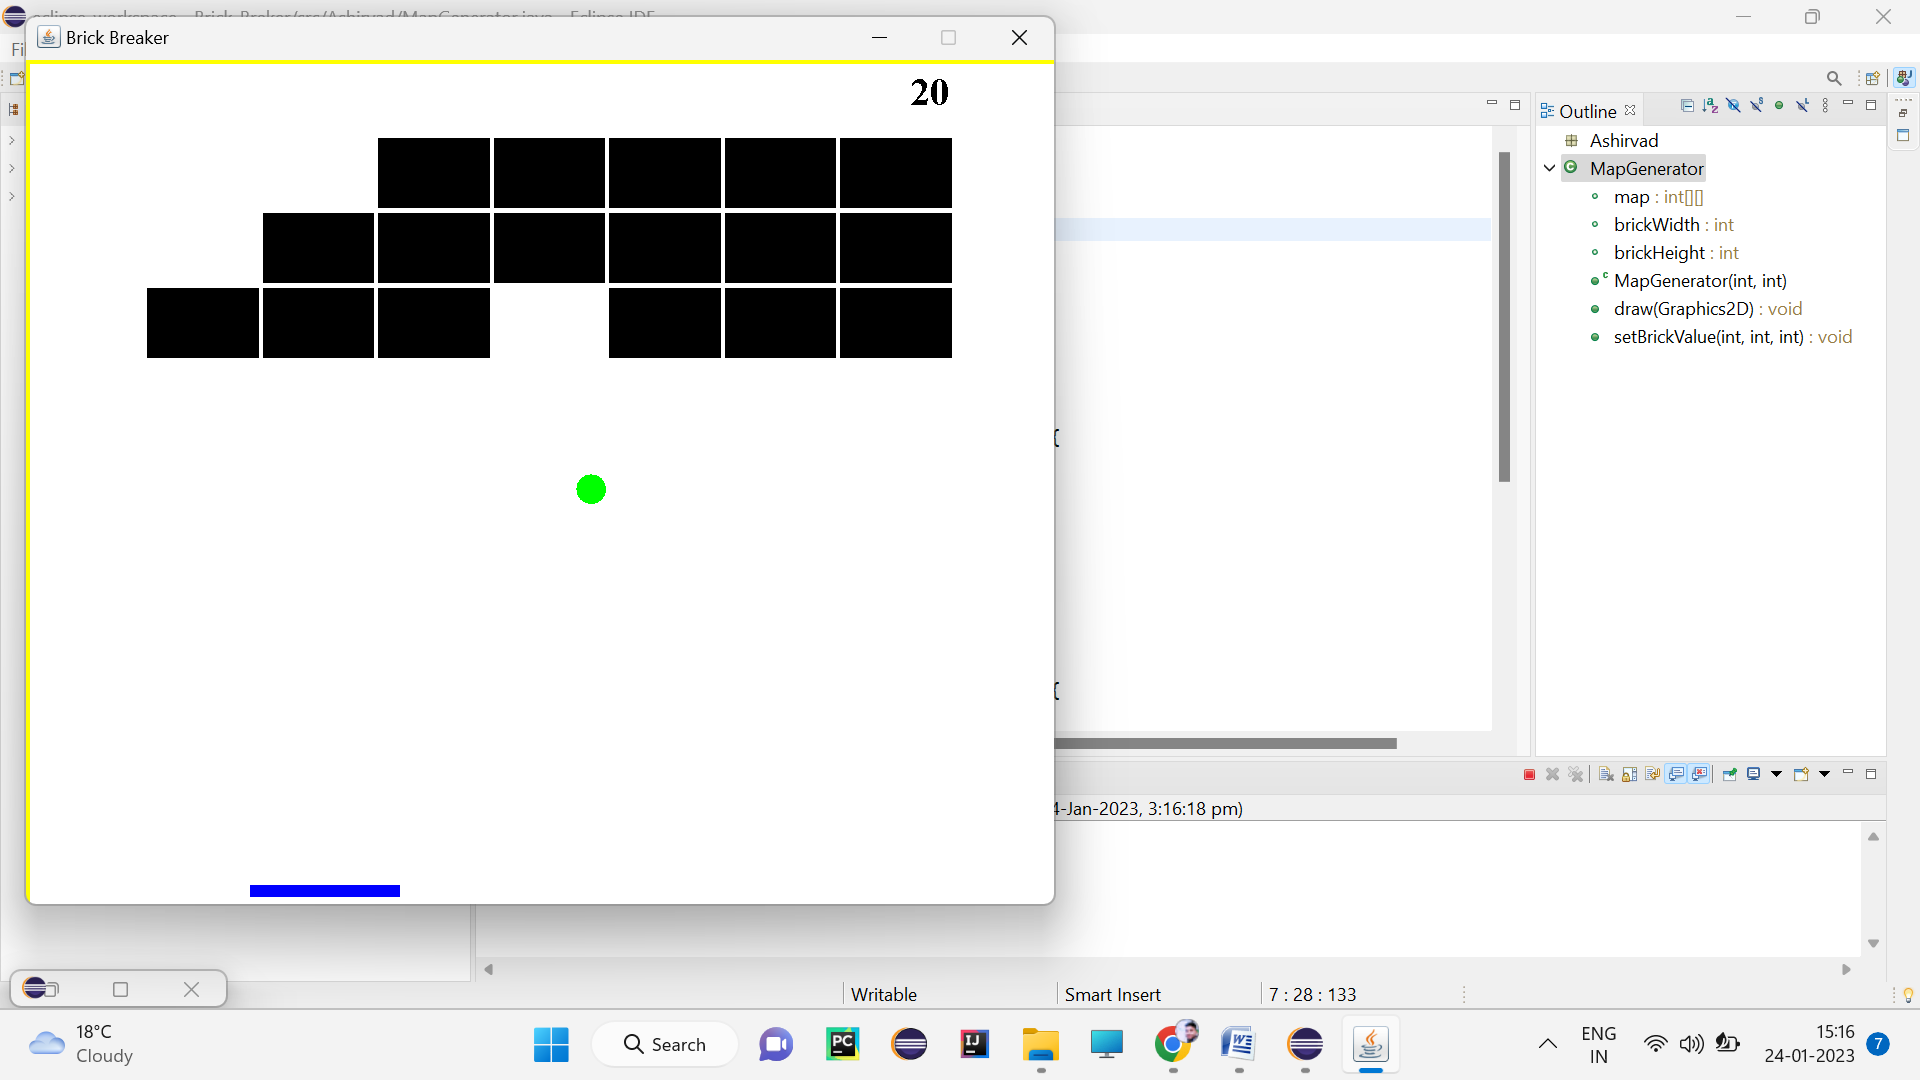 Brick Breaker
20
Outline
Ashirvad
MapGenerator
map : int[][]
brickWidth : int
brickHeight : int
MapGenerator(int, int)
draw(Graphics2D) : void
setBrickValue(int, int, int) : void
{
{
4-Jan-2023, 3:16:18 pm)
Writable
Smart Insert
7 : 28 : 133
18°C
Cloudy
Search
ENG
IN
15:16
24-01-2023
7